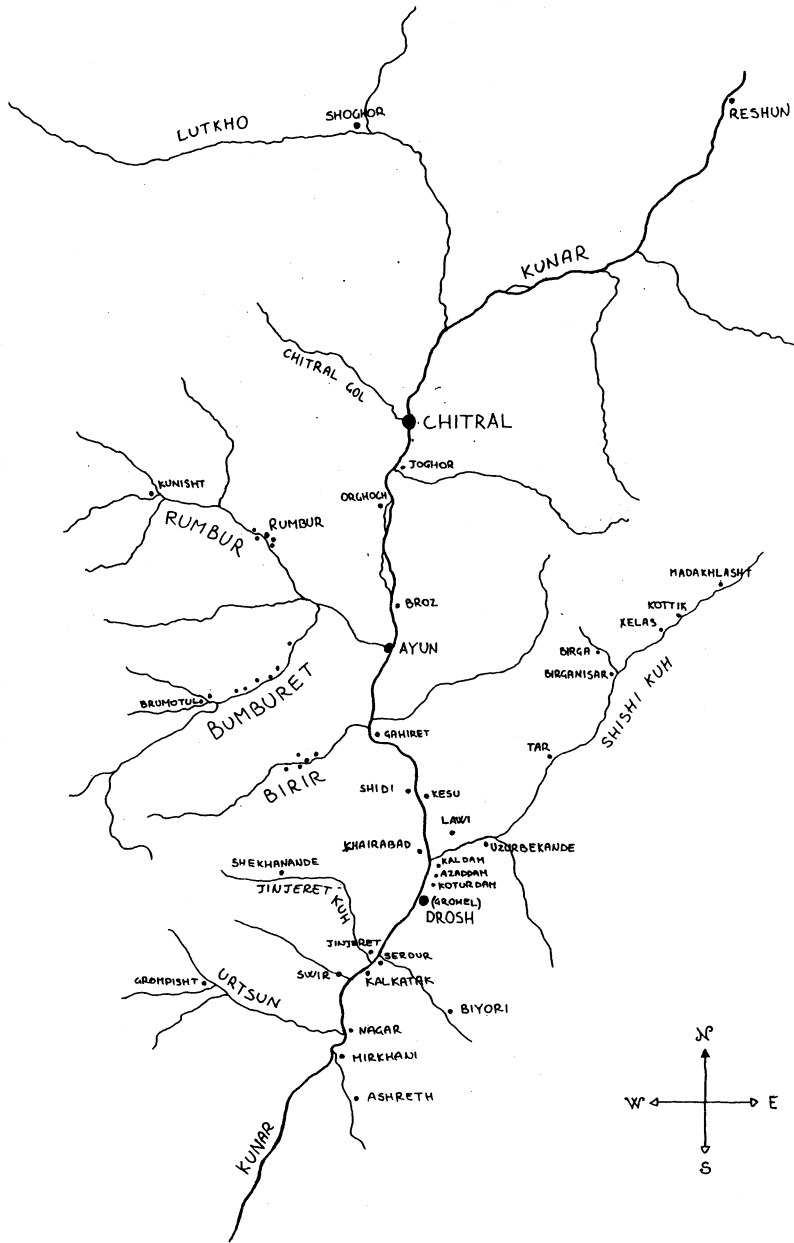 SHOGHOR
RESHUN
LUTKHO
KUNAR
CHITRAL GOL
CHITRAL
JOGHOR
KUNISHT
ORGHOCH
RUMBUR
RUMBUR
MADAKHLASHT
KOTTIK
KELAS
BROZ
AYUN
BIRGA
BIRGANISAR
SHISHI KUH
BRUMOTUL
BUMBURET
GAHIRET
TAR
BIRIR
SHIDI
KESU
LAWI
KHAIRABAD
UZURBEKANDE
SHEKHANANDE
KALDAM
AZADDAM
KOTURDAM
JINJERET-
KUH
(GROMEL)
DROSH
JINJERET
SERDUR
SWIR
KALKATAK
GROMPISHT
URTSUN
BIYORI
NAGAR
MIRKHANI
ASHRETH
KUNAR
N
W
E
S